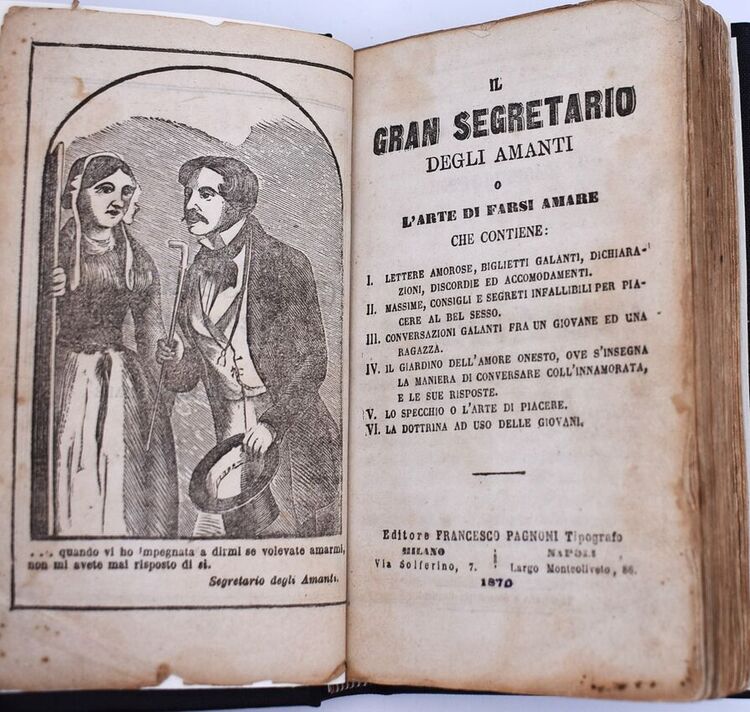 . . . . quando vi ho impegnata a dirmi se volevate amarmi,
non mi avete mai risposto di si.
Segretario degli Amanti.
IL
GRAN SEGRETARIO
DEGLI AMANTI
O
L'ARTE DI FARSI AMARE
CHE CONTIENE:
I. LETTERE AMOROSE, BIGLIETTI GALANTI, DICHIARA-
ZIONI, DISCORDIE ED ACCOMODAMENTI.
II. MASSIME, CONSIGLI E SEGRETI INFALLIBILI PER PIA-
CERE AL BEL SESSO.
III. CONVERSAZIONI GALANTI FRA UN GIOVANE ED UNA
RAGAZZA.
IV. IL GIARDINO DELL'AMORE ONESTO, OVE S'INSEGNA
LA MANIERA DI CONVERSARE COLL'INNAMORATA,
E LE SUE RISPOSTE.
V. LO SPECCHIO O L'ARTE DI PIACERE.
VI. LA DOTTRINA AD USO DELLE GIOVANI.
Editore FRANCESCO PAGNONI Tipografo
MILANO NAPOLI
Via Solferino, 7. Largo Monteoliveto, 86.
1870